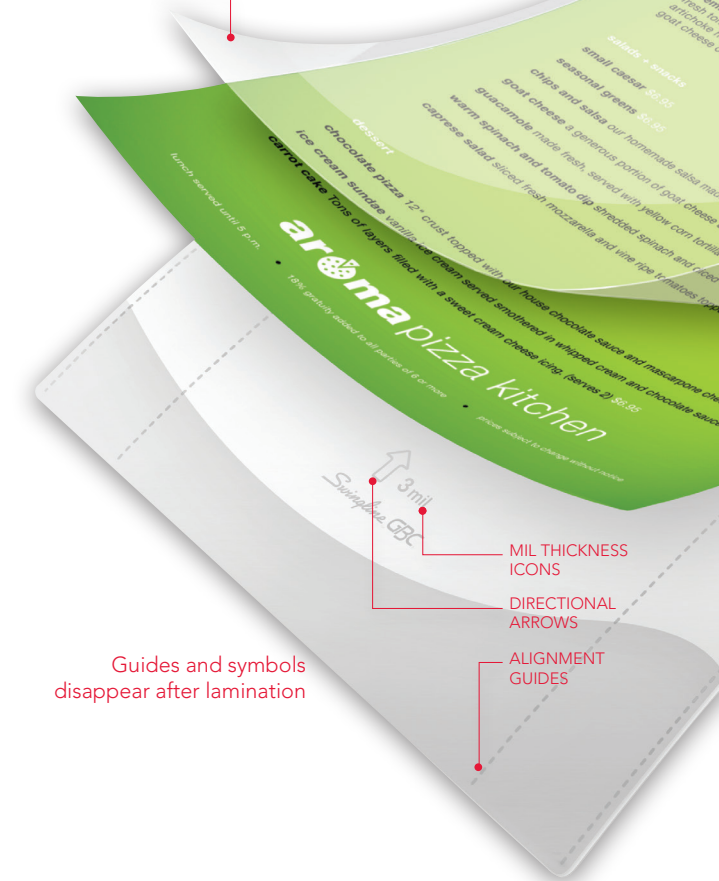 salads + snacks
small caesar $6.95
seasonal greens $6.95
chips and salsa our homemade salsa mad
goat cheese a generous portion of goat cheese
guacamole made fresh, served with yellow corn tortilla
warm spinach and tomato dip shredded spinach and diced
caprese salad sliced fresh mozzarella and vine ripe tomatoes topp
dessert
chocolate pizza 12" crust topped with our house chocolate sauce and mascarpone che
ice cream sundae vanilla ice cream served smothered in whipped cream and chocolate sauc
carrot cake Tons of layers filled with a sweet cream cheese icing. (serves 2) $6.95
aroma pizza kitchen
lunch served until 5 p.m. • 18% gratuity added to all parties of 6 or more • prices subject to change without notice
3 mil
Swingline GBC
MIL THICKNESS
ICONS
DIRECTIONAL
ARROWS
ALIGNMENT
GUIDES
Guides and symbols
disappear after lamination